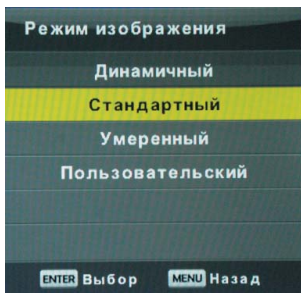 Режим изображения
Динамичный
Стандартный
Умеренный
Пользовательский
ENTER Выбор MENU Назад